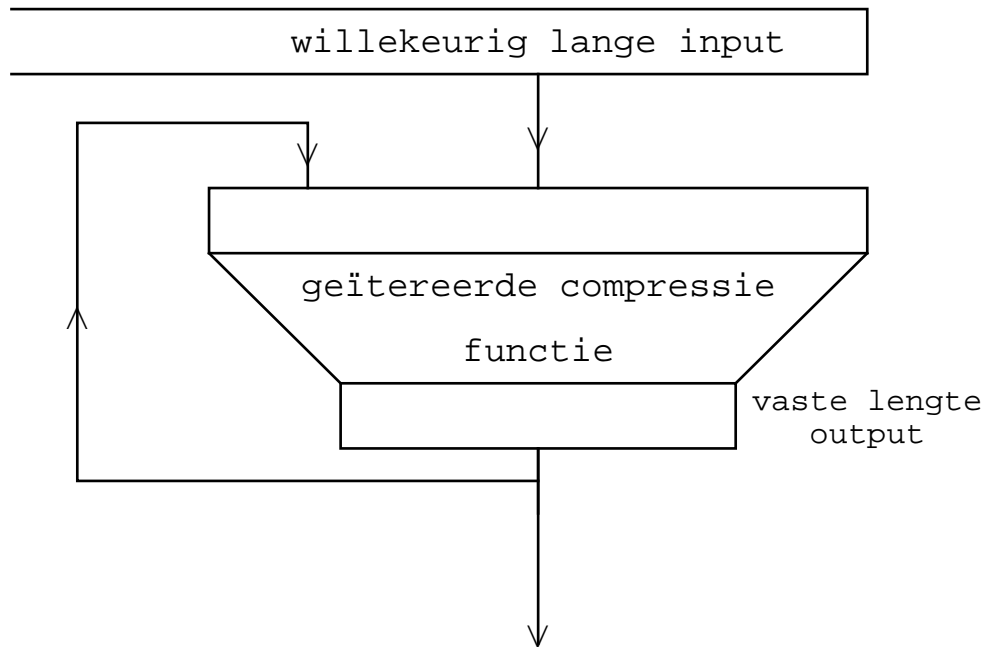 willekeurig lange input
geïtereerde compressie
functie
vaste lengte
output